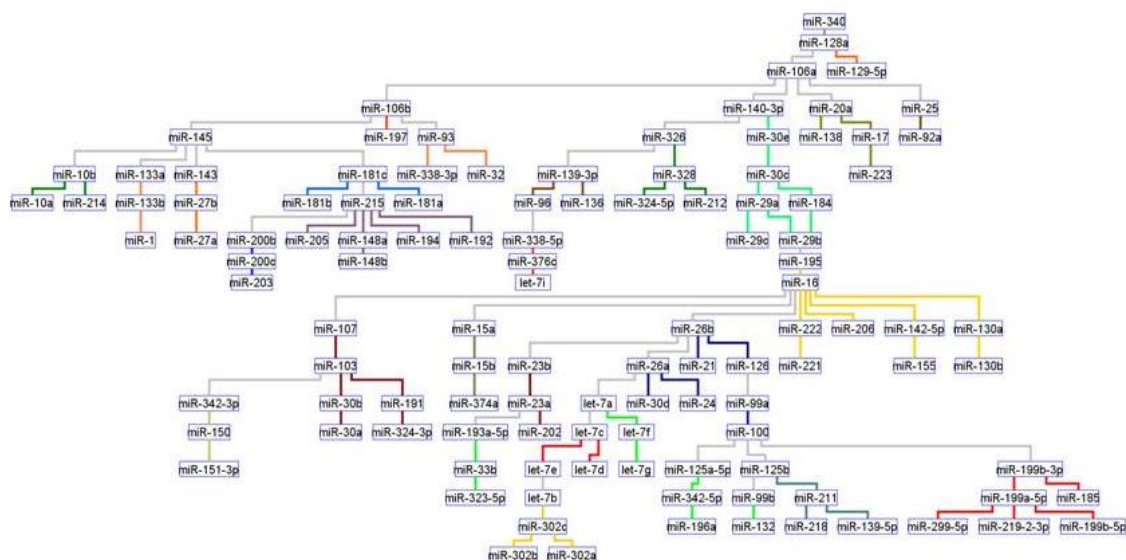 miR-340
miR-128a
miR-106a miR-129-5p
miR-106b miR-140-3p miR-20a miR-25
miR-145 miR-197 miR-93 miR-326 miR-30e miR-138 miR-17 miR-92a
miR-10b miR-133a miR-143 miR-181c miR-338-3p miR-32 miR-139-3p miR-328 miR-30c miR-223
miR-10a miR-214 miR-133b miR-27b miR-181b miR-215 miR-181a miR-96 miR-136 miR-324-5p miR-212 miR-29a miR-184
miR-1 miR-27a miR-200b miR-205 miR-148a miR-194 miR-192 miR-338-5p miR-29c miR-29b
miR-200c miR-148b miR-376c miR-195
miR-203 let-7i miR-16
miR-107 miR-15a miR-26b miR-222 miR-206 miR-142-5p miR-130a
miR-103 miR-15b miR-23b miR-26a miR-21 miR-126 miR-221 miR-155 miR-130b
miR-342-3p miR-30b miR-191 miR-374a miR-23a let-7a miR-30d miR-24 miR-99a
miR-150 miR-30a miR-324-3p miR-193a-5p miR-202 let-7c let-7f miR-100
miR-151-3p miR-33b let-7e let-7d let-7g miR-125a-5p miR-125b miR-199b-3p
miR-323-5p let-7b miR-342-5p miR-99b miR-211 miR-199a-5p miR-185
miR-302c miR-196a miR-132 miR-218 miR-139-5p miR-299-5p miR-219-2-3p miR-199b-5p
miR-302b miR-302a